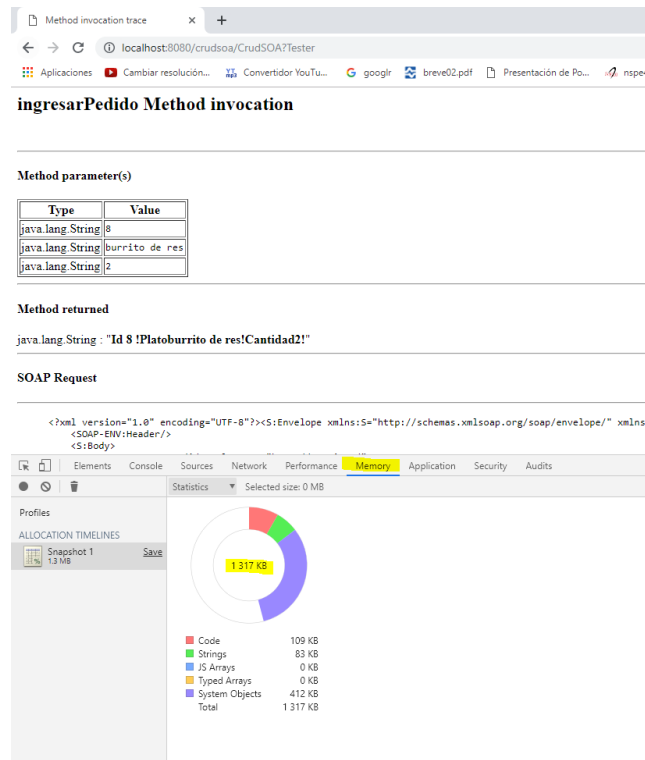 Method invocation trace
localhost:8080/crudsoa/CrudSOA?Tester
Aplicaciones Cambiar resolución... Convertidor YouTu... googlr breve02.pdf Presentación de Po... nspe
ingresarPedido Method invocation
Method parameter(s)
Type Value
java.lang.String 8
java.lang.String burrito de res
java.lang.String 2
Method returned
java.lang.String : "Id 8 !Platoburrito de res!Cantidad2!"
SOAP Request
<?xml version="1.0" encoding="UTF-8"?><S:Envelope xmlns:S="http://schemas.xmlsoap.org/soap/envelope/" xmlns
<SOAP-ENV:Header/>
<S:Body>
Elements Console Sources Network Performance Memory Application Security Audits
Statistics Selected size: 0 MB
Profiles
ALLOCATION TIMELINES
Snapshot 1 Save
1.3 MB
1 317 KB
Code 109 KB
Strings 83 KB
JS Arrays 0 KB
Typed Arrays 0 KB
System Objects 412 KB
Total 1 317 KB